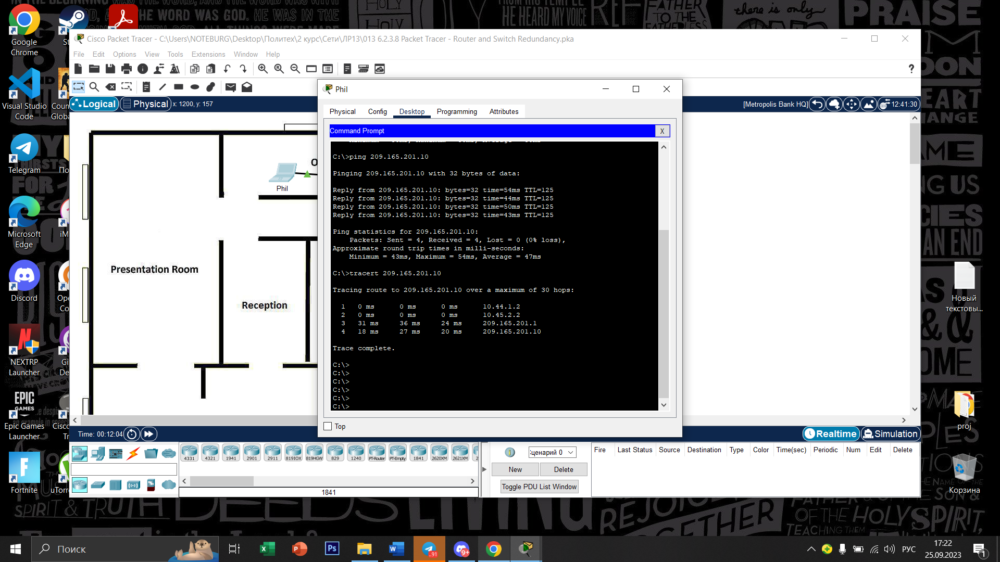 Google
Chrome
Cisco Packet Tracer - C:\Users\NOTEBURG\Desktop\Политех\2 курс\Сети\ЛР13\013 6.2.3.8 Packet Tracer - Router and Switch Redundancy.pka
File Edit Options View Tools Extensions Window Help
Logical Physical x: 1200, y: 157
[Metropolis Bank HQ] 12:41:30
Phil
Physical Config Desktop Programming Attributes
Command Prompt X
C:\>ping 209.165.201.10
Pinging 209.165.201.10 with 32 bytes of data:
Reply from 209.165.201.10: bytes=32 time=54ms TTL=125
Reply from 209.165.201.10: bytes=32 time=44ms TTL=125
Reply from 209.165.201.10: bytes=32 time=50ms TTL=125
Reply from 209.165.201.10: bytes=32 time=43ms TTL=125
Ping statistics for 209.165.201.10:
Packets: Sent = 4, Received = 4, Lost = 0 (0% loss),
Approximate round trip times in milli-seconds:
Minimum = 43ms, Maximum = 54ms, Average = 47ms
C:\>tracert 209.165.201.10
Tracing route to 209.165.201.10 over a maximum of 30 hops:
1 0 ms 0 ms 0 ms 10.44.1.2
2 0 ms 0 ms 0 ms 10.45.2.2
3 31 ms 36 ms 24 ms 209.165.201.1
4 18 ms 27 ms 20 ms 209.165.201.10
Trace complete.
C:\>
C:\>
C:\>
C:\>
C:\>
C:\>
Top
Phil
Presentation Room
Reception
Time: 00:12:04
Realtime Simulation
4331 4321 1941 2901 2911 819IOX 819HGW 829 1240 PT-Router PT-Empty 1841 2620XM 2621XM
1841
:ценарий 0
New Delete
Toggle PDU List Window
Fire Last Status Source Destination Type Color Time(sec) Periodic Num Edit Delete
Visual Studio
Code
Telegram
Microsoft
Edge
Discord
NEXTRP
Launcher
EPIC
GAMES
Epic Games
Launcher
Fortnite
Новый
текстовы...
proj
Корзина
Поиск
91
9+
РУС
17:22
25.09.2023
1